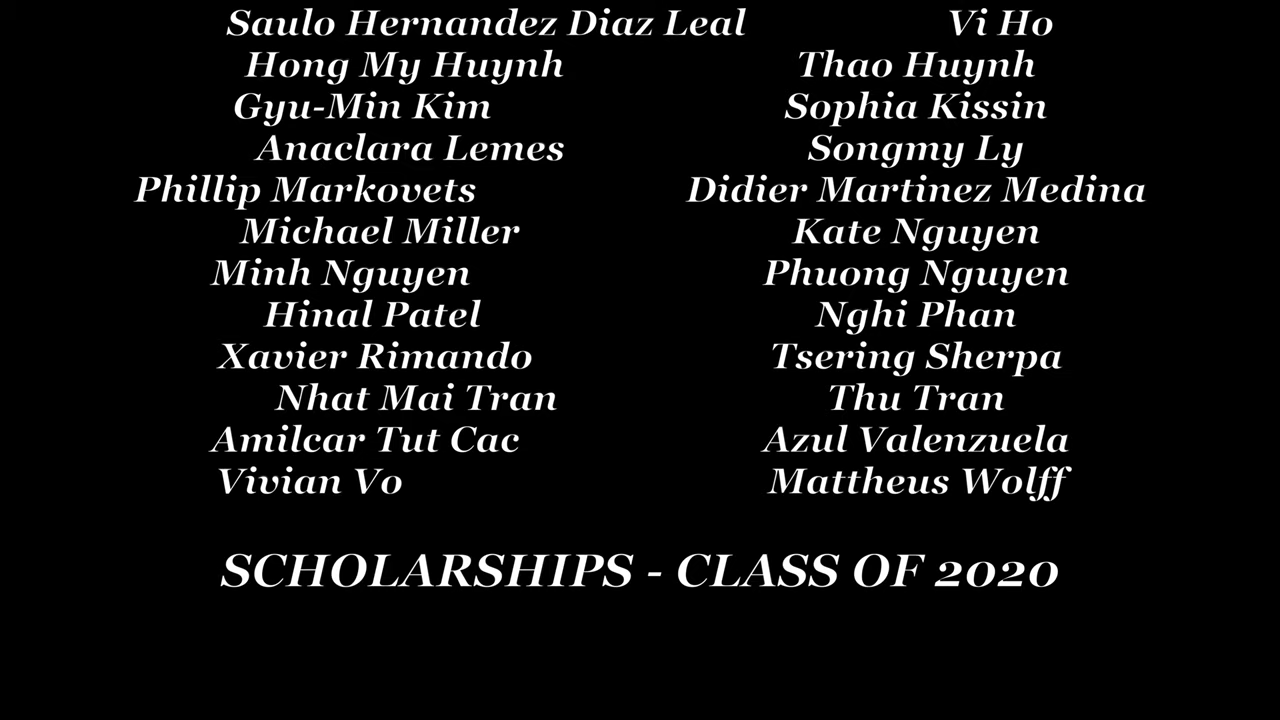 Saulo Hernandez Diaz Leal Vi Ho
Hong My Huynh Thao Huynh
Gyu-Min Kim Sophia Kissin
Anaclara Lemes Songmy Ly
Phillip Markovets Didier Martinez Medina
Michael Miller Kate Nguyen
Minh Nguyen Phuong Nguyen
Hinal Patel Nghi Phan
Xavier Rimando Tsering Sherpa
Nhat Mai Tran Thu Tran
Amilcar Tut Cac Azul Valenzuela
Vivian Vo Mattheus Wolff
SCHOLARSHIPS - CLASS OF 2020